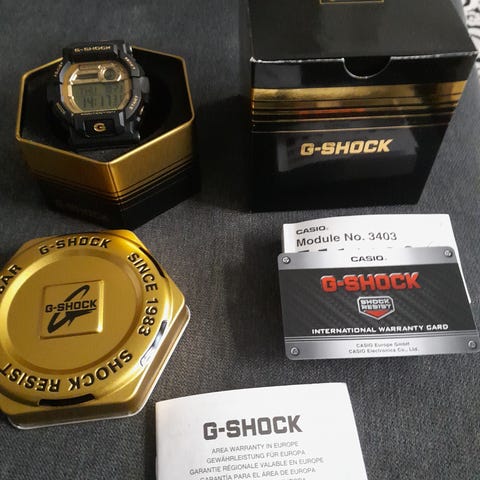 G-SHOCK
G
G-SHOCK
G-SHOCK
G-SHOCK SINCE 1983
G-SHOCK
SHOCK RESIST
CASIO
Module No. 3403
CASIO
G-SHOCK
SHOCK
RESIST
INTERNATIONAL WARRANTY CARD
CASIO Europe GmbH
CASIO Electronics Co., Ltd.
G-SHOCK
AREA WARRANTY IN EUROPE
GEWÄHRLEISTUNG FÜR EUROPA
GARANTIE RÉGIONALE VALABLE EN EUROPE
GARANTÍA PARA EL ÁREA DE EUROPA